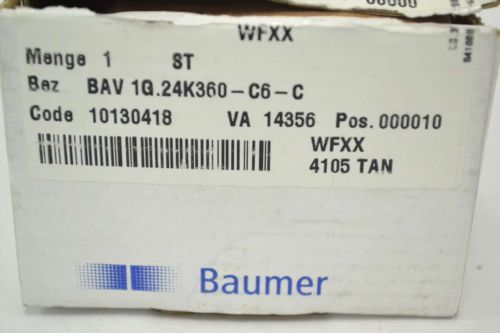 00000
WFXX
Menge 1 ST
Bez BAV 1G.24K360-C6-C
Code 10130418 VA 14356 Pos. 000010
WFXX
4105 TAN
Baumer